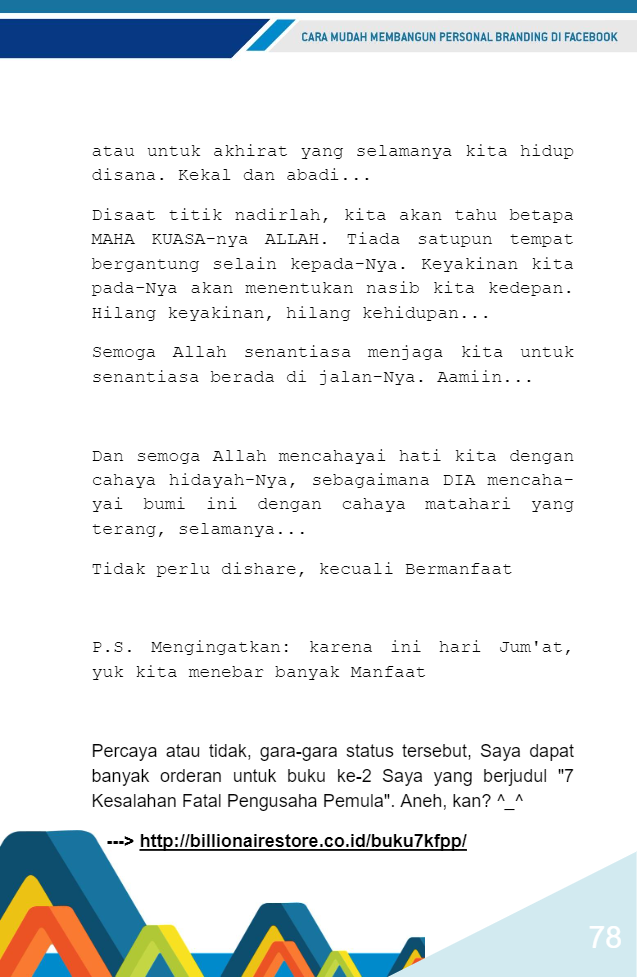 CARA MUDAH MEMBANGUN PERSONAL BRANDING DI FACEBOOK
atau untuk akhirat yang selamanya kita hidup
disana. Kekal dan abadi...
Disaat titik nadirlah, kita akan tahu betapa
MAHA KUASA-nya ALLAH. Tiada satupun tempat
bergantung selain kepada-Nya. Keyakinan kita
pada-Nya akan menentukan nasib kita kedepan.
Hilang keyakinan, hilang kehidupan...
Semoga Allah senantiasa menjaga kita untuk
senantiasa berada di jalan-Nya. Aamiin...
Dan semoga Allah mencahayai hati kita dengan
cahaya hidayah-Nya, sebagaimana DIA mencaha-
yai bumi ini dengan cahaya matahari yang
terang, selamanya...
Tidak perlu dishare, kecuali Bermanfaat
P.S. Mengingatkan: karena ini hari Jum'at,
yuk kita menebar banyak Manfaat
Percaya atau tidak, gara-gara status tersebut, Saya dapat
banyak orderan untuk buku ke-2 Saya yang berjudul "7
Kesalahan Fatal Pengusaha Pemula". Aneh, kan? ^_^
---> http://billionairestore.co.id/buku7kfpp/
78